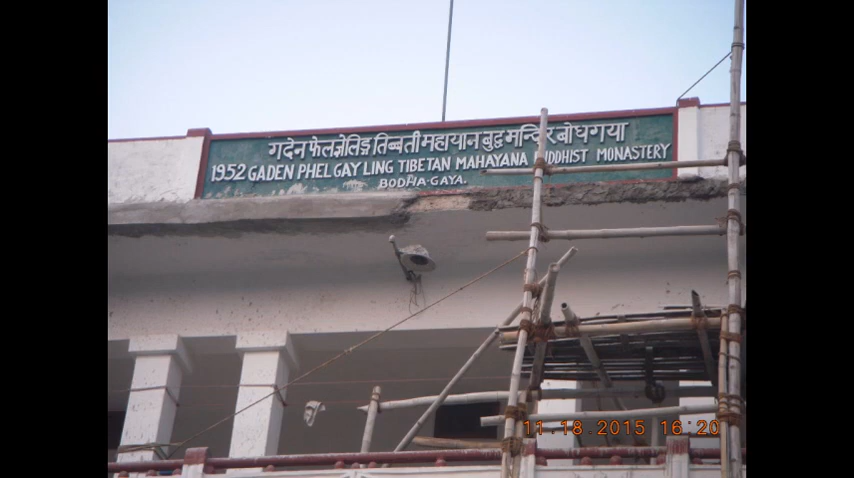 गदेन फेलज्ञेलिङ्ग तिब्बती महायान बुद्ध मन्दिर बोधगया
1952 GADEN PHEL GAY LING TIBETAN MAHAYANA BUDDHIST MONASTERY
BODHA-GAYA.
11.18.2015 16:20